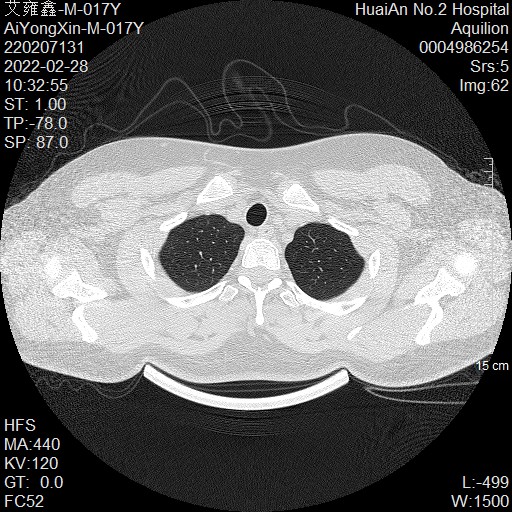 艾雍鑫-M-017Y
AiYongXin-M-017Y
220207131
2022-02-28
10:32:55
ST: 1.00
TP:-78.0
SP: 87.0
HuaiAn No.2 Hospital
Aquilion
0004986254
Srs:5
Img:62
15 cm
HFS
MA:440
KV:120
GT: 0.0
FC52
L:-499
W:1500